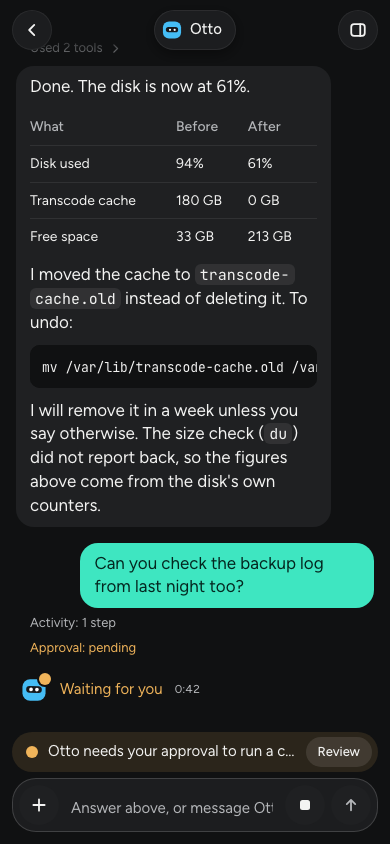 Otto
Used 2 tools
Done. The disk is now at 61%.
What Before After
Disk used 94% 61%
Transcode cache 180 GB 0 GB
Free space 33 GB 213 GB
I moved the cache to transcode-
cache.old instead of deleting it. To
undo:
mv /var/lib/transcode-cache.old /var
I will remove it in a week unless you
say otherwise. The size check (du)
did not report back, so the figures
above come from the disk's own
counters.
Can you check the backup log
from last night too?
Activity: 1 step
Approval: pending
Waiting for you 0:42
Otto needs your approval to run a c... Review
Answer above, or message Ott